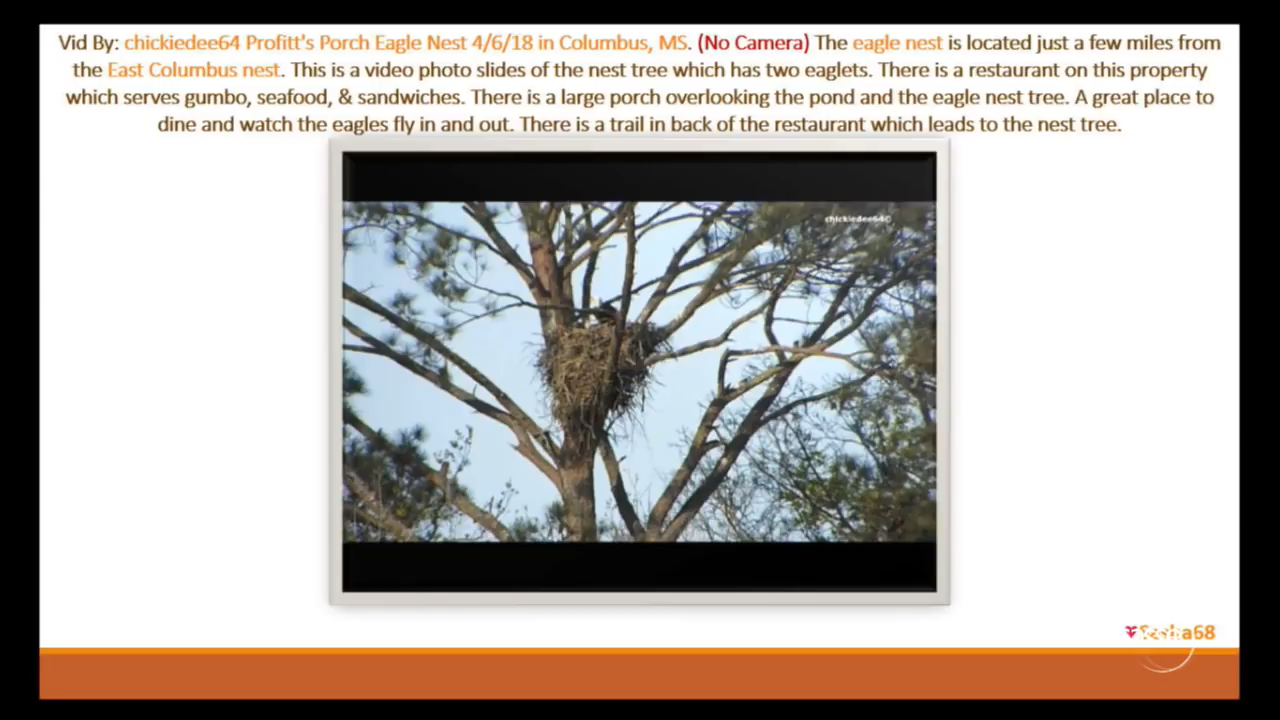 Vid By: chickiedee64 Profitt's Porch Eagle Nest 4/6/18 in Columbus, MS. (No Camera) The eagle nest is located just a few miles from
the East Columbus nest. This is a video photo slides of the nest tree which has two eaglets. There is a restaurant on this property
which serves gumbo, seafood, & sandwiches. There is a large porch overlooking the pond and the eagle nest tree. A great place to
dine and watch the eagles fly in and out. There is a trail in back of the restaurant which leads to the nest tree.
chickiedee64©